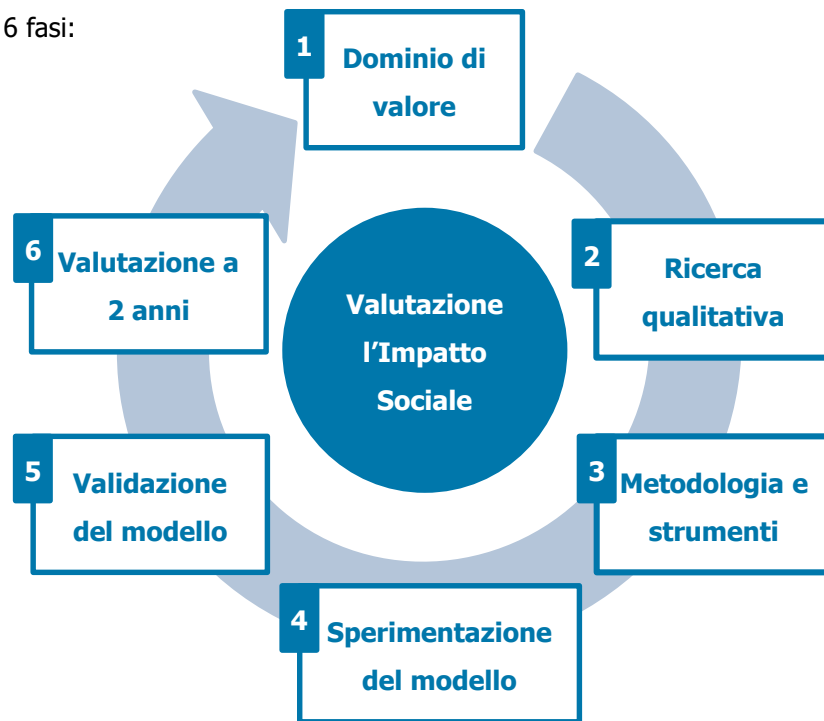 6 fasi:
1
Dominio di
valore
2
Ricerca
qualitativa
3
Metodologia e
strumenti
4
Sperimentazione
del modello
5
Validazione
del modello
6
Valutazione a
2 anni
Valutazione
l’Impatto
Sociale